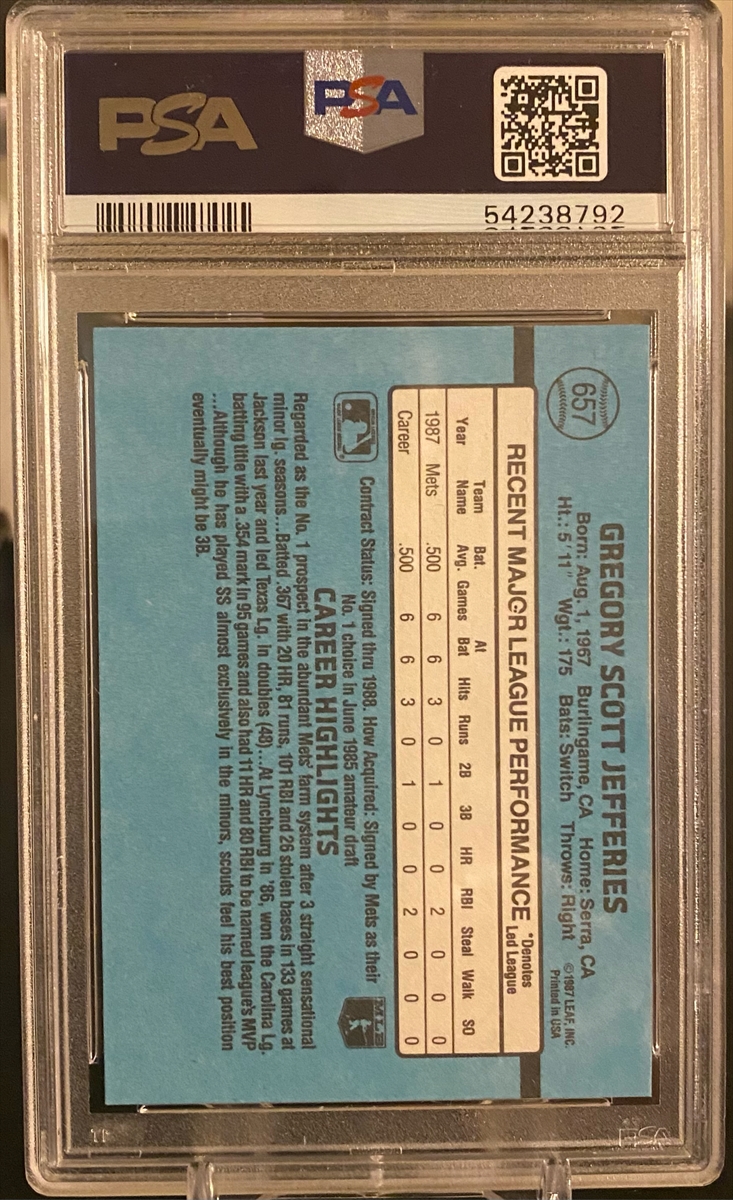 PSA
PSA
54238792
657
GREGORY SCOTT JEFFERIES
Born: Aug. 1, 1967 Burlingame, CA Home: Serra, CA
Ht.: 5'11" Wgt.: 175 Bats: Switch Throws: Right
©1987 LEAF, INC.
Printed in USA
RECENT MAJOR LEAGUE PERFORMANCE
*Denotes
Led League
Year Team Name Bat. Avg. Games At Bat Hits Runs 2B 3B HR RBI Steal Walk SO
1987 Mets .500 6 6 3 0 1 0 0 2 0 0 0
Career .500 6 6 3 0 1 0 0 2 0 0 0
Contract Status: Signed thru 1988. How Acquired: Signed by Mets as their
No. 1 choice in June 1985 amateur draft
MLB
CAREER HIGHLIGHTS
Regarded as the No. 1 prospect in the abundant Mets' farm system after 3 straight sensational
minor lg. seasons...Batted .367 with 20 HR, 81 runs, 101 RBI and 26 stolen bases in 133 games at
Jackson last year and led Texas Lg. in doubles (48)...At Lynchburg in '86, won the Carolina Lg.
batting title with a .354 mark in 95 games and also had 11 HR and 80 RBI to be named league's MVP
...Although he has played SS almost exclusively in the minors, scouts feel his best position
eventually might be 3B.
PSA